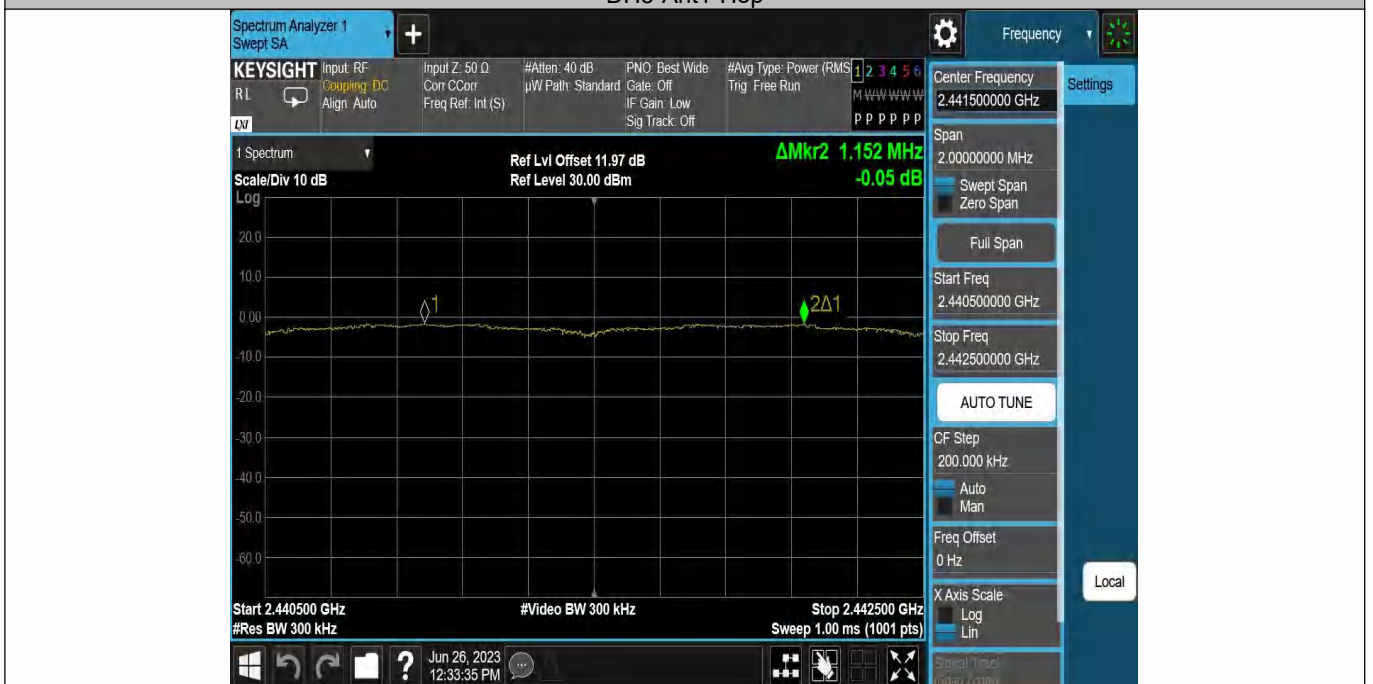 DH5-Ant1-Hop
Spectrum Analyzer 1
Swept SA
+
Frequency
KEYSIGHT
RL
LXI
Input: RF
Coupling: DC
Align: Auto
Input Z: 50 Ω
Corr CCorr
Freq Ref: Int (S)
#Atten: 40 dB
µW Path: Standard
PNO: Best Wide
Gate: Off
IF Gain: Low
Sig Track: Off
#Avg Type: Power (RMS
Trig: Free Run
1 2 3 4 5 6
M W W W W W
P P P P P P
Center Frequency
2.441500000 GHz
Settings
1 Spectrum
Scale/Div 10 dB
Log
Ref Lvl Offset 11.97 dB
Ref Level 30.00 dBm
ΔMkr2 1.152 MHz
-0.05 dB
Span
2.00000000 MHz
Swept Span
Zero Span
Full Span
20.0
10.0
0.00
-10.0
-20.0
-30.0
-40.0
-50.0
-60.0
1
2Δ1
Start Freq
2.440500000 GHz
Stop Freq
2.442500000 GHz
AUTO TUNE
CF Step
200.000 kHz
Auto
Man
Freq Offset
0 Hz
Local
X Axis Scale
Log
Lin
Start 2.440500 GHz
#Res BW 300 kHz
#Video BW 300 kHz
Stop 2.442500 GHz
Sweep 1.00 ms (1001 pts)
?
Jun 26, 2023
12:33:35 PM
Signal Track
(Span Zoom)